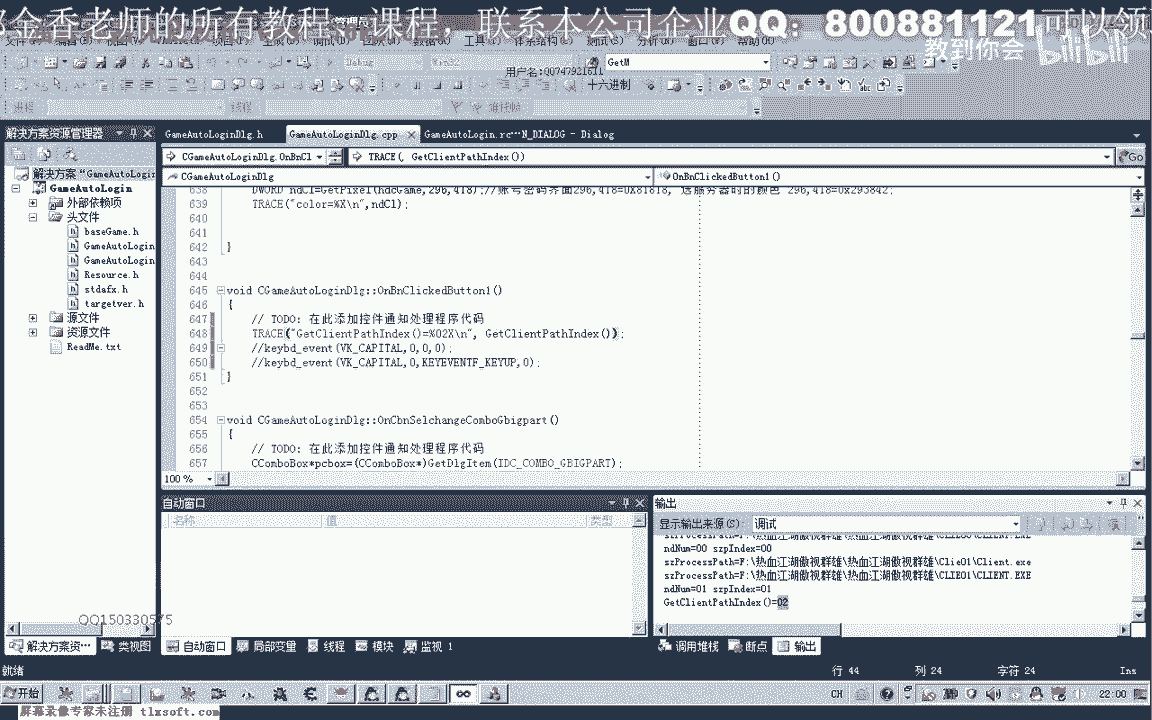 郁金香老师的所有教程、课程，联系本公司企业QQ：800881121可以领
教到你会 bilibili
Debug Win32 GetM
用户名:QQ747921611
十六进制
进程 线程 堆栈帧
解决方案资源管理器
GameAutoLoginDlg.h GameAutoLoginDlg.cpp GameAutoLogin.rc…N_DIALOG - Dialog
CGameAutoLoginDlg.OnBnCl TRACE( GetClientPathIndex()) Go
CGameAutoLoginDlg OnBnClickedButton1()
解决方案 "GameAutoLogin
GameAutoLogin
外部依赖项
头文件
baseGame.h
GameAutoLogin
GameAutoLogin
Resource.h
stdafx.h
targetver.h
源文件
资源文件
ReadMe.txt
638 DWORD ndCl=GetPixel(hdcGame,296,418);//账号密码界面296,418=0X81818, 选服务器时的颜色 296,418=0x293842;
639 TRACE("color=%X\n",ndCl);
640
641
642 }
643
644
645 void CGameAutoLoginDlg::OnBnClickedButton1()
646 {
647 // TODO: 在此添加控件通知处理程序代码
648 TRACE("GetClientPathIndex()=%02X\n", GetClientPathIndex());
649 //keybd_event(VK_CAPITAL,0,0,0);
650 //keybd_event(VK_CAPITAL,0,KEYEVENTF_KEYUP,0);
651 }
652
653
654 void CGameAutoLoginDlg::OnCbnSelchangeComboGbigpart()
655 {
656 // TODO: 在此添加控件通知处理程序代码
657 CComboBox*pcbox=(CComboBox*)GetDlgItem(IDC_COMBO_GBIGPART);
100 %
自动窗口
名称 值 类型
输出
显示输出来源(S): 调试
szProcessPath=F:\热血江湖傲视群雄\热血江湖傲视群雄\CLIE00\CLIENT.EXE
ndNum=00 szpIndex=00
szProcessPath=F:\热血江湖傲视群雄\热血江湖傲视群雄\Clie01\Client.exe
szProcessPath=F:\热血江湖傲视群雄\热血江湖傲视群雄\CLIE01\CLIENT.EXE
ndNum=01 szpIndex=01
GetClientPathIndex()=02
QQ150330575
解决方案资… 类视图 自动窗口 局部变量 线程 模块 监视 1 调用堆栈 断点 输出
就绪 行 44 列 24 字符 24 Ins
开始 CH 22:00
屏幕录像专家未注册 tlxsoft.com